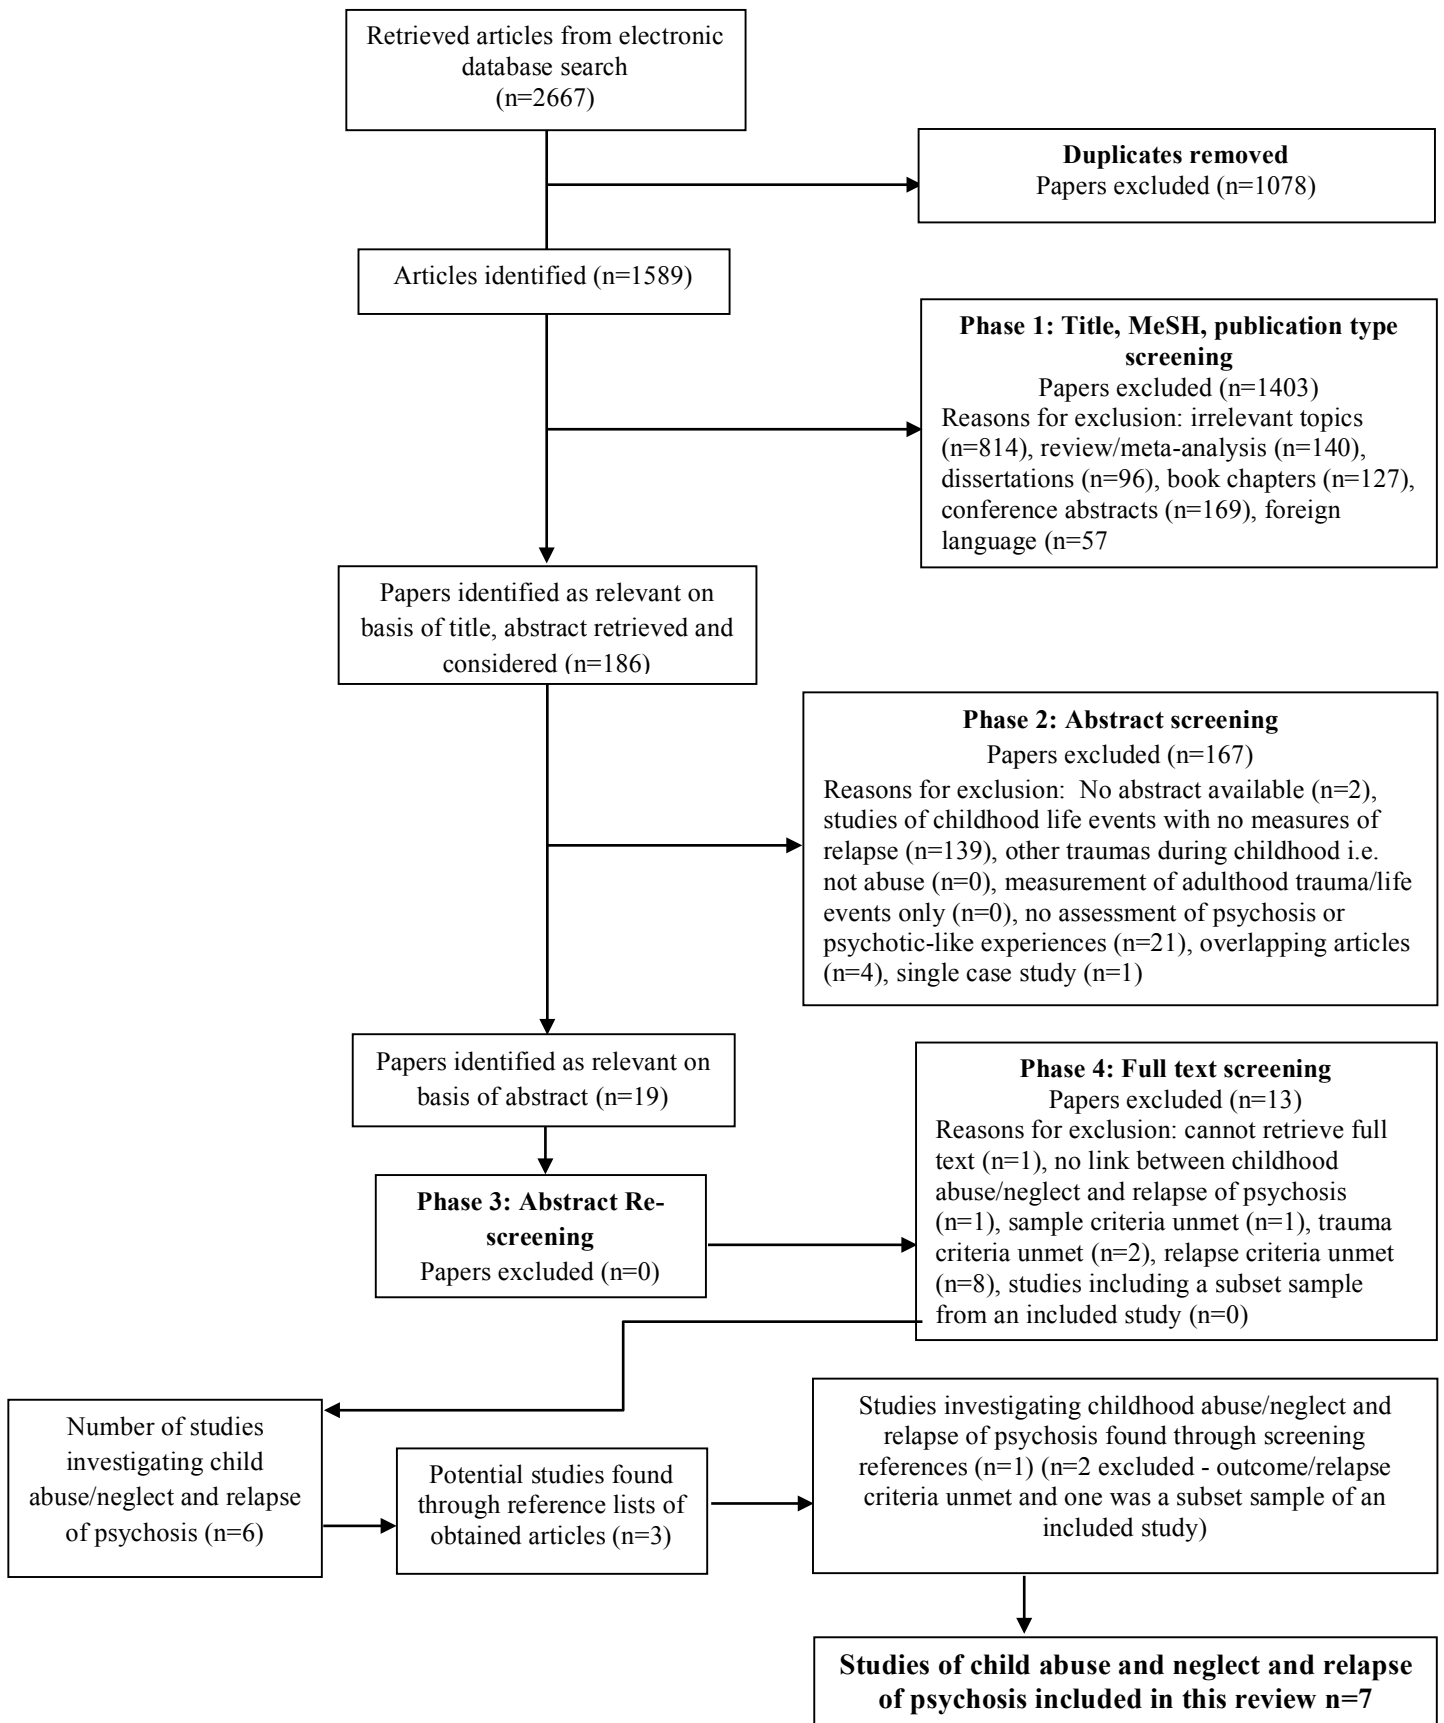 Retrieved articles from electronic
database search
(n=2667)
Duplicates removed
Papers excluded (n=1078)
Articles identified (n=1589)
Phase 1: Title, MeSH, publication type
screening
Papers excluded (n=1403)
Reasons for exclusion: irrelevant topics
(n=814), review/meta-analysis (n=140),
dissertations (n=96), book chapters (n=127),
conference abstracts (n=169), foreign
language (n=57
Papers identified as relevant on
basis of title, abstract retrieved and
considered (n=186)
Phase 2: Abstract screening
Papers excluded (n=167)
Reasons for exclusion:  No abstract available (n=2),
studies of childhood life events with no measures of
relapse (n=139), other traumas during childhood i.e.
not abuse (n=0), measurement of adulthood trauma/life
events only (n=0), no assessment of psychosis or
psychotic-like experiences (n=21), overlapping articles
(n=4), single case study (n=1)
Papers identified as relevant on
basis of abstract (n=19)
Phase 3: Abstract Re-
screening
Papers excluded (n=0)
Phase 4: Full text screening
Papers excluded (n=13)
Reasons for exclusion: cannot retrieve full
text (n=1), no link between childhood
abuse/neglect and relapse of psychosis
(n=1), sample criteria unmet (n=1), trauma
criteria unmet (n=2), relapse criteria unmet
(n=8), studies including a subset sample
from an included study (n=0)
Number of studies
investigating child
abuse/neglect and relapse
of psychosis (n=6)
Potential studies found
through reference lists of
obtained articles (n=3)
Studies investigating childhood abuse/neglect and
relapse of psychosis found through screening
references (n=1) (n=2 excluded - outcome/relapse
criteria unmet and one was a subset sample of an
included study)
Studies of child abuse and neglect and relapse
of psychosis included in this review n=7